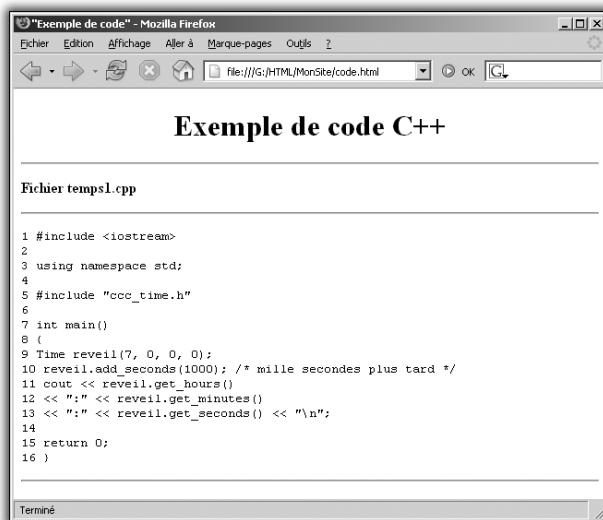 "Exemple de code" - Mozilla Firefox
Fichier Edition Affichage Aller à Marque-pages Outils ?
file:///G:/HTML/MonSite/code.html OK G
Exemple de code C++
Fichier temps1.cpp
1 #include <iostream>
2
3 using namespace std;
4
5 #include "ccc_time.h"
6
7 int main()
8 (
9 Time reveil(7, 0, 0, 0);
10 reveil.add_seconds(1000); /* mille secondes plus tard */
11 cout << reveil.get_hours()
12 << ":" << reveil.get_minutes()
13 << ":" << reveil.get_seconds() << "\n";
14
15 return 0;
16 )
Terminé